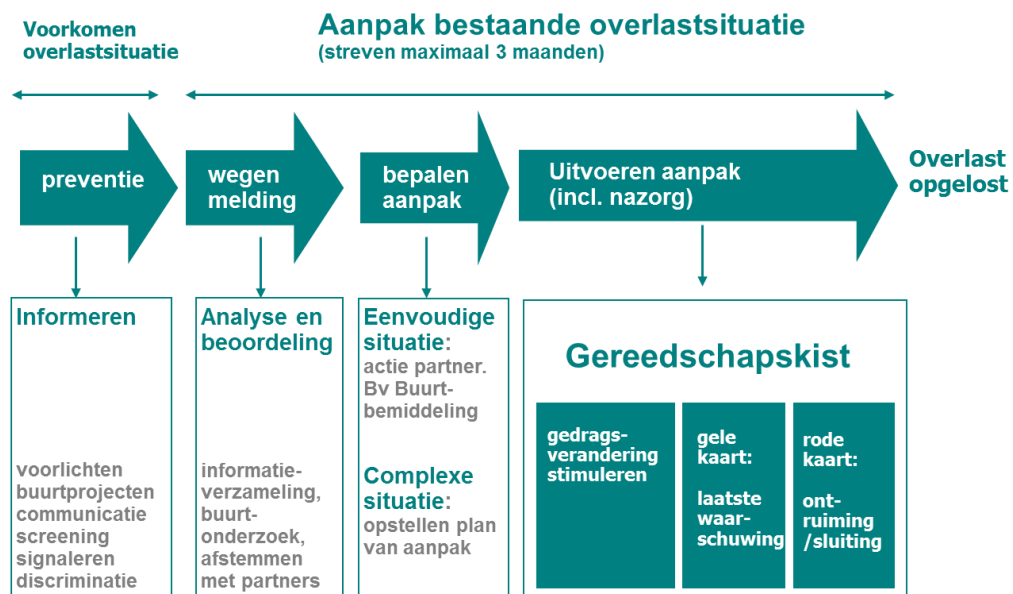 Voorkomen
overlastsituatie
Aanpak bestaande overlastsituatie
(streven maximaal 3 maanden)
preventie
wegen
melding
bepalen
aanpak
Uitvoeren aanpak
(incl. nazorg)
Overlast
opgelost
Informeren
voorlichten
buurtprojecten
communicatie
screening
signaleren
discriminatie
Analyse en
beoordeling
informatie-
verzameling,
buurt-
onderzoek,
afstemmen
met partners
Eenvoudige
situatie:
actie partner.
Bv Buurt-
bemiddeling
Complexe
situatie:
opstellen plan
van aanpak
Gereedschapskist
gedrags-
verandering
stimuleren
gele
kaart:
laatste
waar-
schuwing
rode
kaart:
ont-
ruiming
/sluiting